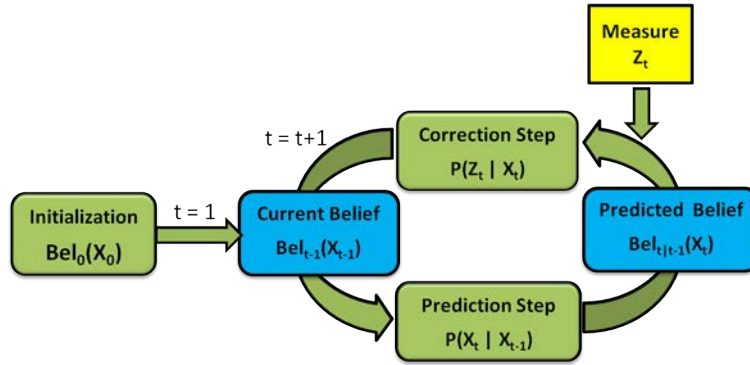 Measure
Zₜ
t = t+1
Correction Step
P(Zₜ | Xₜ)
Initialization
Bel₀(X₀)
t = 1
Current Belief
Belₜ₋₁(Xₜ₋₁)
Predicted Belief
Belₜ|ₜ₋₁(Xₜ)
Prediction Step
P(Xₜ | Xₜ₋₁)